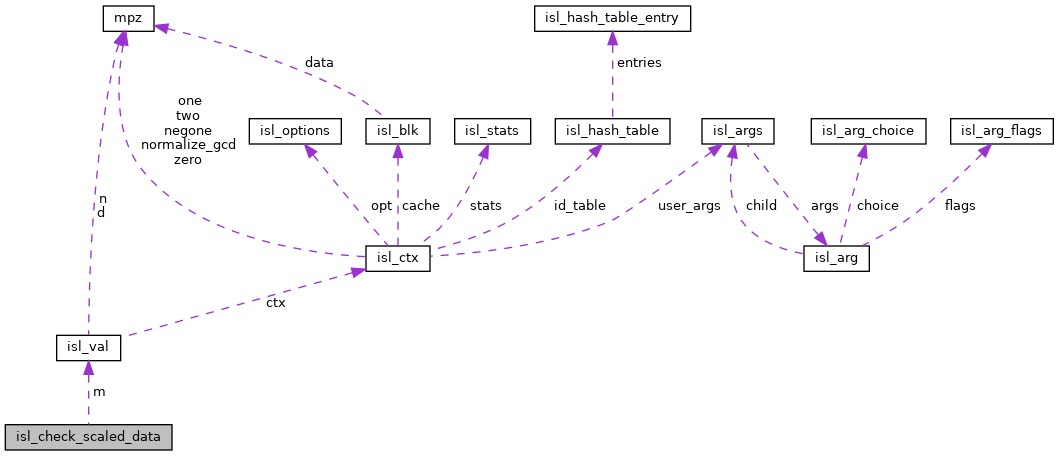 mpz
isl_hash_table_entry
data
entries
one
two
negone
normalize_gcd
zero
isl_options
isl_blk
isl_stats
isl_hash_table
isl_args
isl_arg_choice
isl_arg_flags
n
d
opt
cache
stats
id_table
user_args
child
args
choice
flags
isl_ctx
isl_arg
ctx
isl_val
m
isl_check_scaled_data